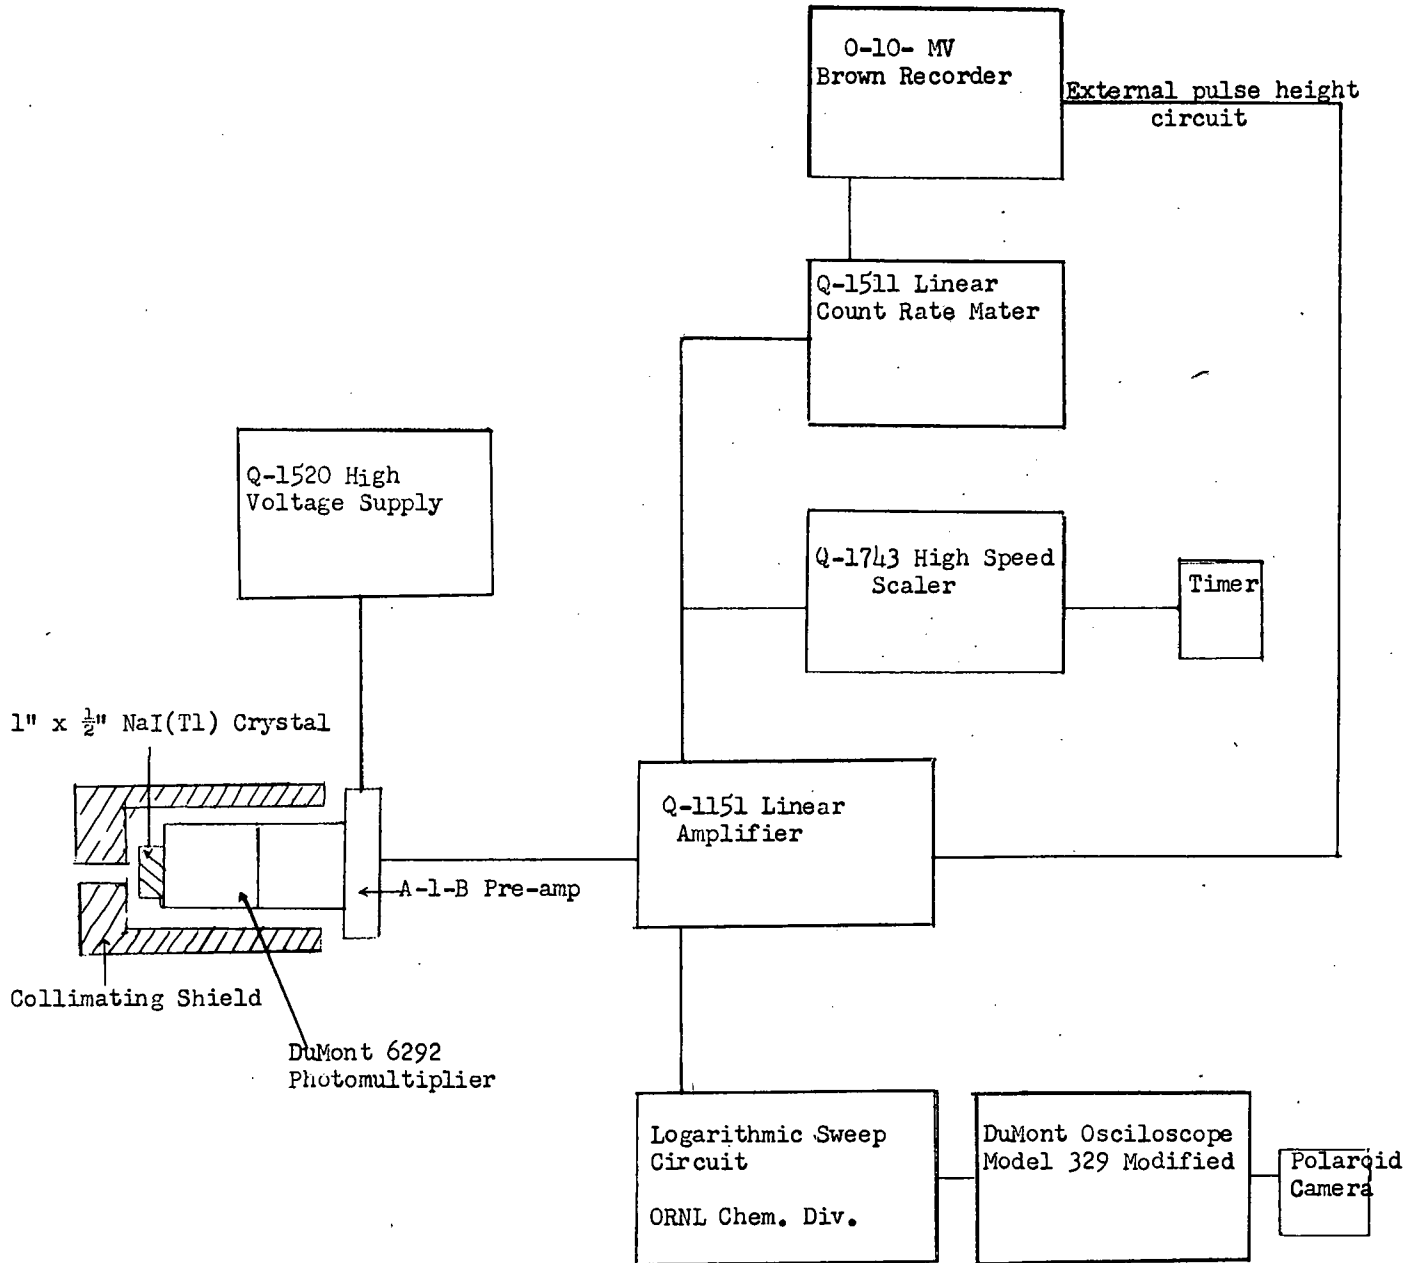 0-10- MV
Brown Recorder
External pulse height
circuit
Q-1511 Linear
Count Rate Mater
Q-1520 High
Voltage Supply
Q-1743 High Speed
Scaler
Timer
1" x ½" NaI(Tl) Crystal
Q-1151 Linear
Amplifier
A-1-B Pre-amp
Collimating Shield
DuMont 6292
Photomultiplier
Logarithmic Sweep
Circuit
ORNL Chem. Div.
DuMont Osciloscope
Model 329 Modified
Polaroid
Camera